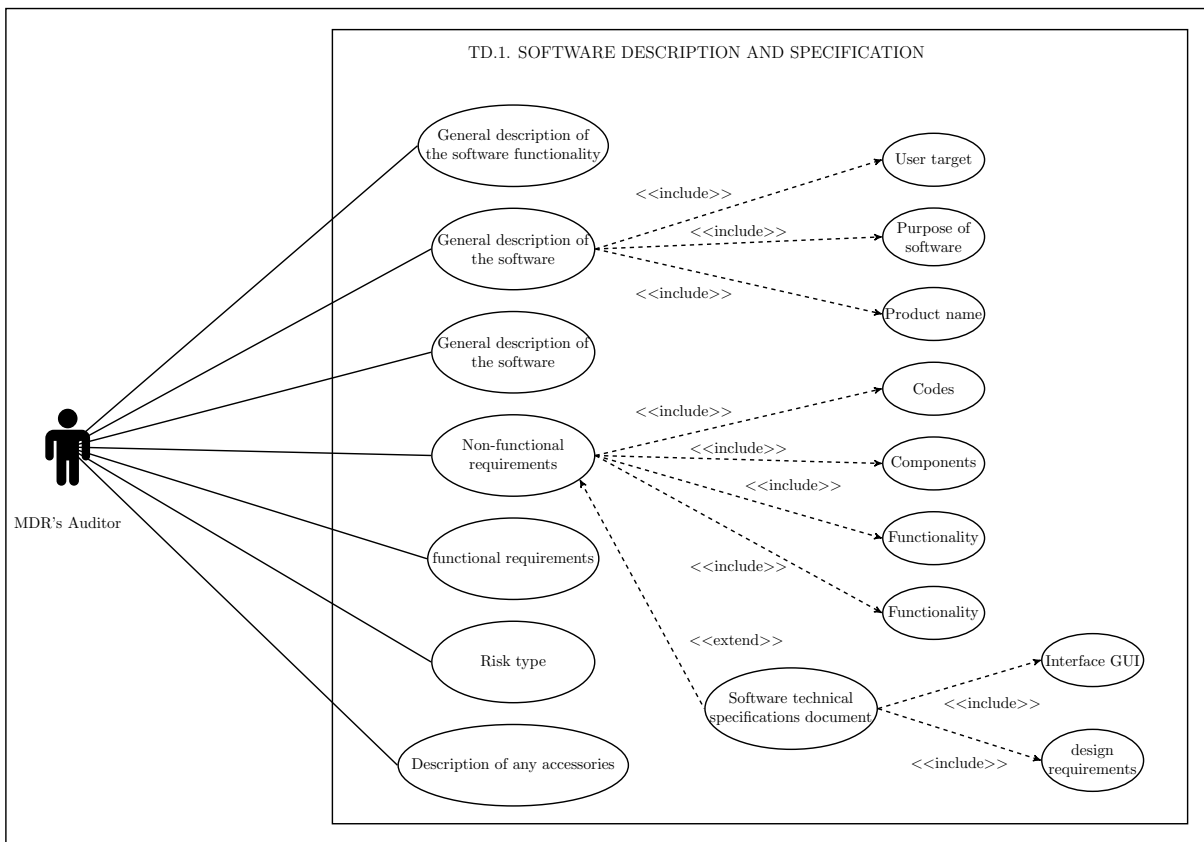 TD.1. SOFTWARE DESCRIPTION AND SPECIFICATION
General description of
the software functionality
User target
<<include>>
General description of
the software
<<include>>
Purpose of
software
<<include>>
Product name
General description of
the software
Codes
<<include>>
Non-functional
requirements
<<include>>
Components
<<include>>
MDR's Auditor
Functionality
functional requirements
<<include>>
Functionality
<<extend>>
Risk type
Interface GUI
Software technical
specifications document
<<include>>
design
requirements
<<include>>
Description of any accessories